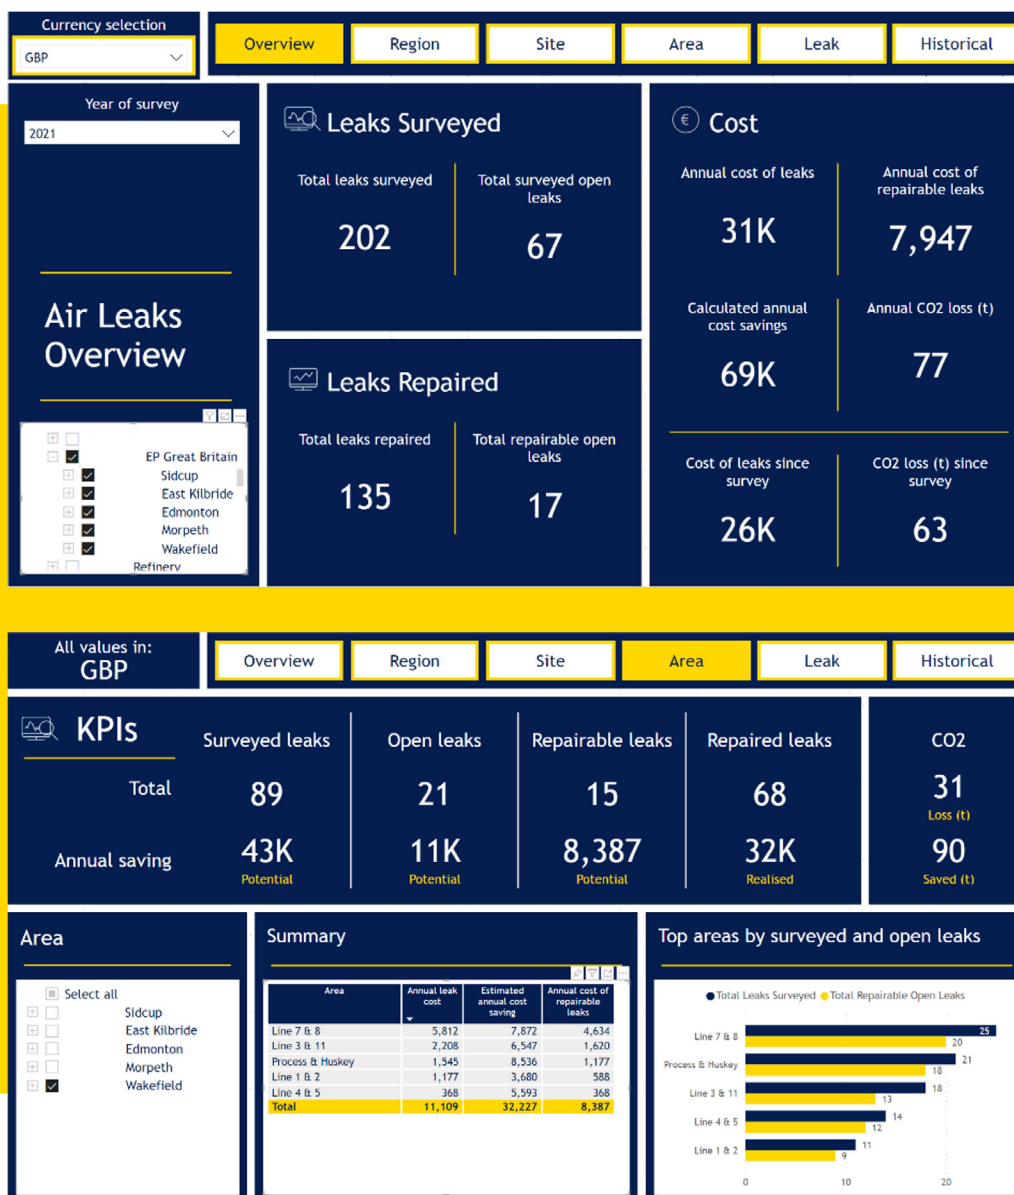 Currency selection
GBP
Overview
Region
Site
Area
Leak
Historical
Year of survey
2021
Air Leaks
Overview
EP Great Britain
Sidcup
East Kilbride
Edmonton
Morpeth
Wakefield
Refinery
Leaks Surveyed
Total leaks surveyed
202
Total surveyed open
leaks
67
Leaks Repaired
Total leaks repaired
135
Total repairable open
leaks
17
€ Cost
Annual cost of leaks
31K
Annual cost of
repairable leaks
7,947
Calculated annual
cost savings
69K
Annual CO2 loss (t)
77
Cost of leaks since
survey
26K
CO2 loss (t) since
survey
63
All values in:
GBP
Overview
Region
Site
Area
Leak
Historical
KPIs
Surveyed leaks
Open leaks
Repairable leaks
Repaired leaks
CO2
Total
89
21
15
68
31
Loss (t)
Annual saving
43K
Potential
11K
Potential
8,387
Potential
32K
Realised
90
Saved (t)
Area
Select all
Sidcup
East Kilbride
Edmonton
Morpeth
Wakefield
Summary
Area
Annual leak
cost
Estimated
annual cost
saving
Annual cost of
repairable
leaks
Line 7 & 8 5,812 7,872 4,634
Line 3 & 11 2,208 6,547 1,620
Process & Huskey 1,545 8,536 1,177
Line 1 & 2 1,177 3,680 588
Line 4 & 5 368 5,593 368
Total 11,109 32,227 8,387
Top areas by surveyed and open leaks
Total Leaks Surveyed Total Repairable Open Leaks
Line 7 & 8 25
20
Process & Huskey 21
18
Line 3 & 11 18
13
Line 4 & 5 14
12
Line 1 & 2 11
9
0 10 20